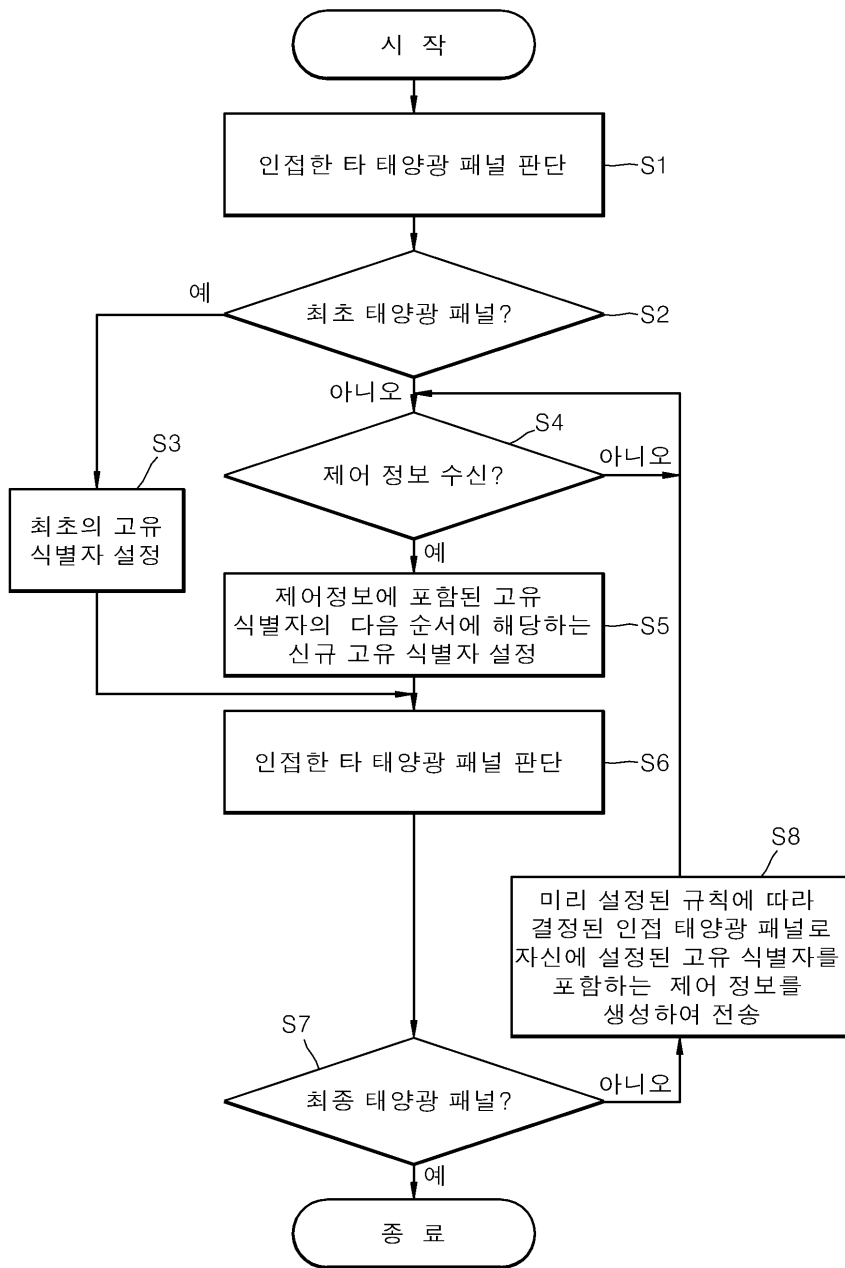 시 작
인접한 타 태양광 패널 판단
S1
예
최초 태양광 패널?
S2
아니오
S4
제어 정보 수신?
아니오
S3
최초의 고유
식별자 설정
예
제어정보에 포함된 고유
식별자의 다음 순서에 해당하는
신규 고유 식별자 설정
S5
인접한 타 태양광 패널 판단
S6
S8
미리 설정된 규칙에 따라
결정된 인접 태양광 패널로
자신에 설정된 고유 식별자를
포함하는 제어 정보를
생성하여 전송
S7
최종 태양광 패널?
아니오
예
종 료